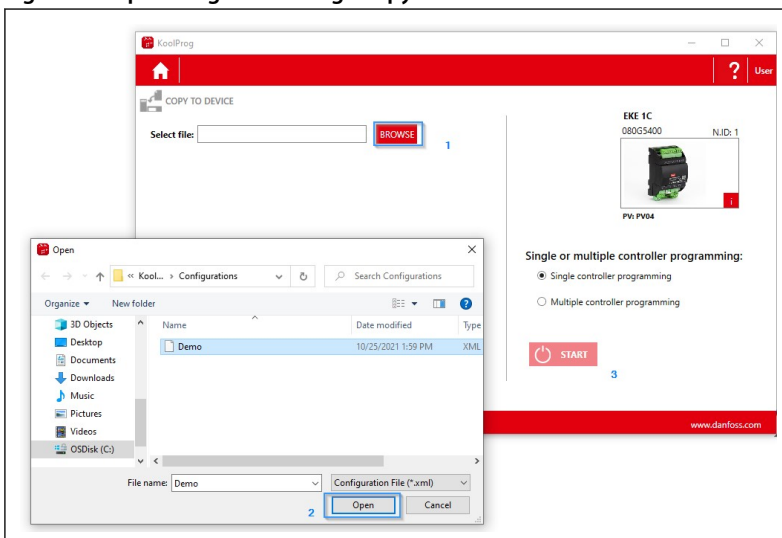 KoolProg
? User
COPY TO DEVICE
Select file: BROWSE 1
EKE 1C
080G5400 N.ID: 1
i
PV: PV04
Single or multiple controller programming:
Single controller programming
Multiple controller programming
START
3
www.danfoss.com
Open
« Kool... › Configurations
Search Configurations
Organize New folder
?
Name Date modified Type
Demo 10/25/2021 1:59 PM XML
3D Objects
Desktop
Documents
Downloads
Music
Pictures
Videos
OSDisk (C:)
File name: Demo Configuration File (*.xml)
2 Open Cancel